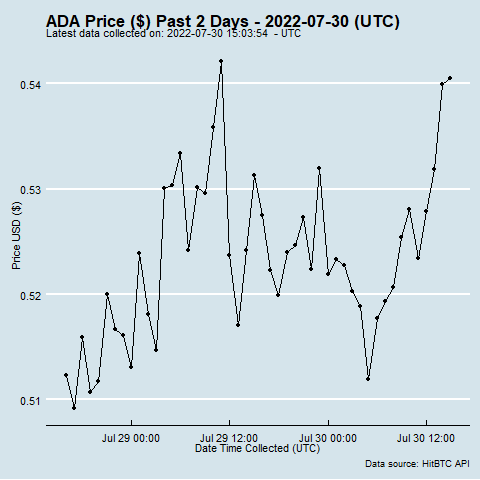 ADA Price ($) Past 2 Days - 2022-07-30 (UTC)
Latest data collected on: 2022-07-30 15:03:54  - UTC
0.54
0.53
0.52
0.51
Price USD ($)
Jul 29 00:00 Jul 29 12:00 Jul 30 00:00 Jul 30 12:00
Date Time Collected (UTC)
Data source: HitBTC API